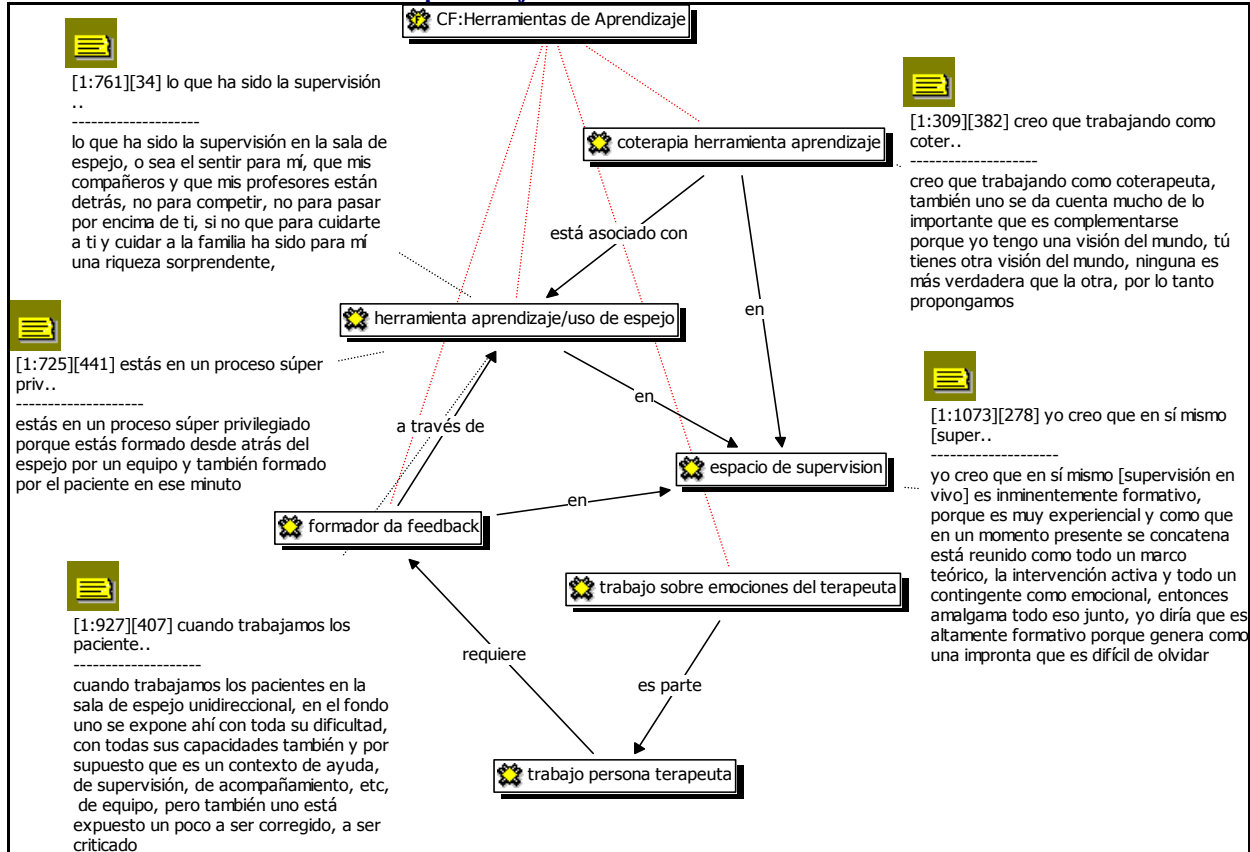 CF:Herramientas de Aprendizaje
[1:761][34] lo que ha sido la supervisión
..
--------------------
lo que ha sido la supervisión en la sala de
espejo, o sea el sentir para mí, que mis
compañeros y que mis profesores están
detrás, no para competir, no para pasar
por encima de ti, si no que para cuidarte
a ti y cuidar a la familia ha sido para mí
una riqueza sorprendente,
coterapia herramienta aprendizaje
[1:309][382] creo que trabajando como
coter..
--------------------
creo que trabajando como coterapeuta,
también uno se da cuenta mucho de lo
importante que es complementarse
porque yo tengo una visión del mundo, tú
tienes otra visión del mundo, ninguna es
más verdadera que la otra, por lo tanto
propongamos
está asociado con
en
herramienta aprendizaje/uso de espejo
[1:725][441] estás en un proceso súper
priv..
--------------------
estás en un proceso súper privilegiado
porque estás formado desde atrás del
espejo por un equipo y también formado
por el paciente en ese minuto
a través de
en
espacio de supervision
[1:1073][278] yo creo que en sí mismo
[super..
--------------------
yo creo que en sí mismo [supervisión en
vivo] es inminentemente formativo,
porque es muy experiencial y como que
en un momento presente se concatena
está reunido como todo un marco
teórico, la intervención activa y todo un
contingente como emocional, entonces
amalgama todo eso junto, yo diría que es
altamente formativo porque genera como
una impronta que es difícil de olvidar
en
formador da feedback
trabajo sobre emociones del terapeuta
[1:927][407] cuando trabajamos los
paciente..
--------------------
cuando trabajamos los pacientes en la
sala de espejo unidireccional, en el fondo
uno se expone ahí con toda su dificultad,
con todas sus capacidades también y por
supuesto que es un contexto de ayuda,
de supervisión, de acompañamiento, etc,
de equipo, pero también uno está
expuesto un poco a ser corregido, a ser
criticado
requiere
es parte
trabajo persona terapeuta